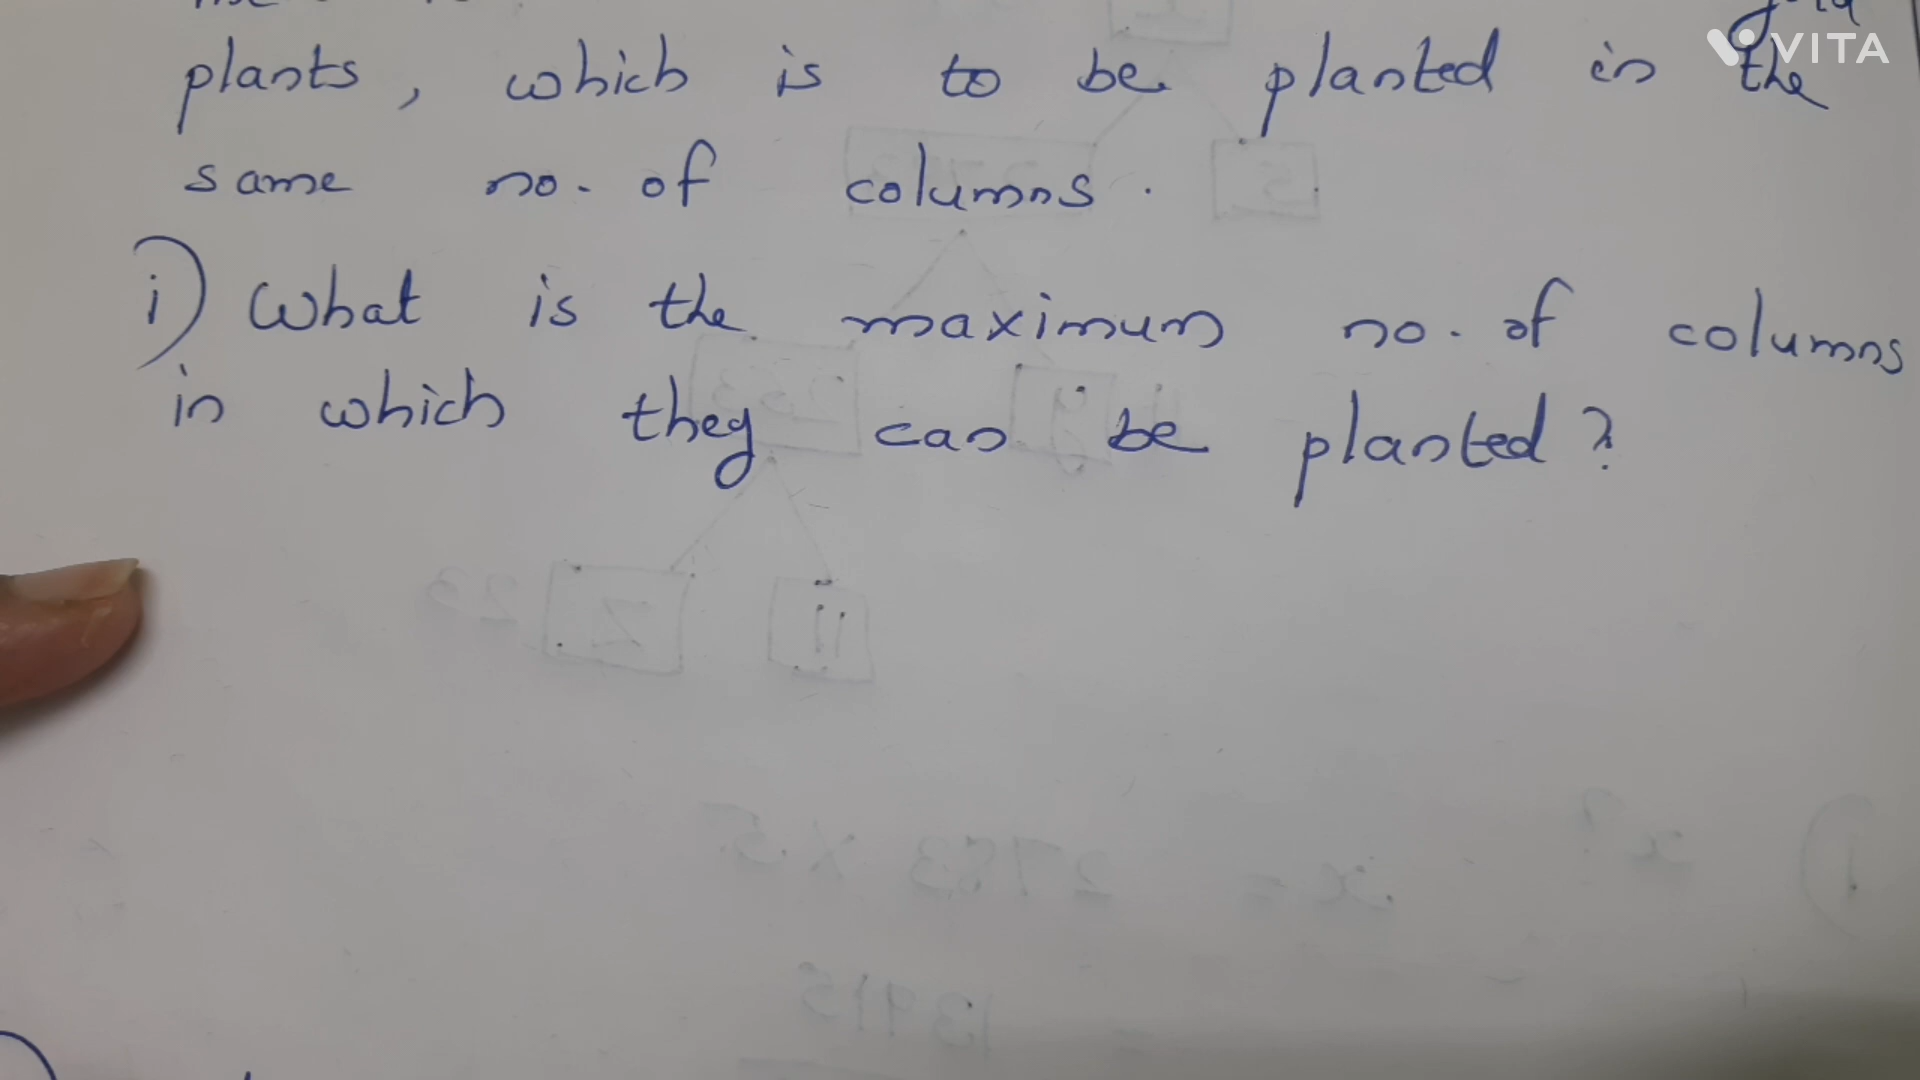 VITA
plants, which is to be planted in the
same no. of columns.
i) What is the maximum no. of columns
in which they can be planted?